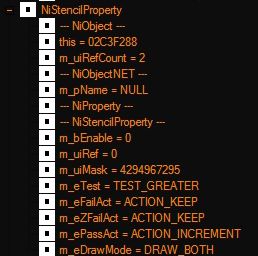 NiStencilProperty
--- NiObject ---
this = 02C3F288
m_uiRefCount = 2
--- NiObjectNET ---
m_pName = NULL
--- NiProperty ---
--- NiStencilProperty ---
m_bEnable = 0
m_uiRef = 0
m_uiMask = 4294967295
m_eTest = TEST_GREATER
m_eFailAct = ACTION_KEEP
m_eZFailAct = ACTION_KEEP
m_ePassAct = ACTION_INCREMENT
m_eDrawMode = DRAW_BOTH